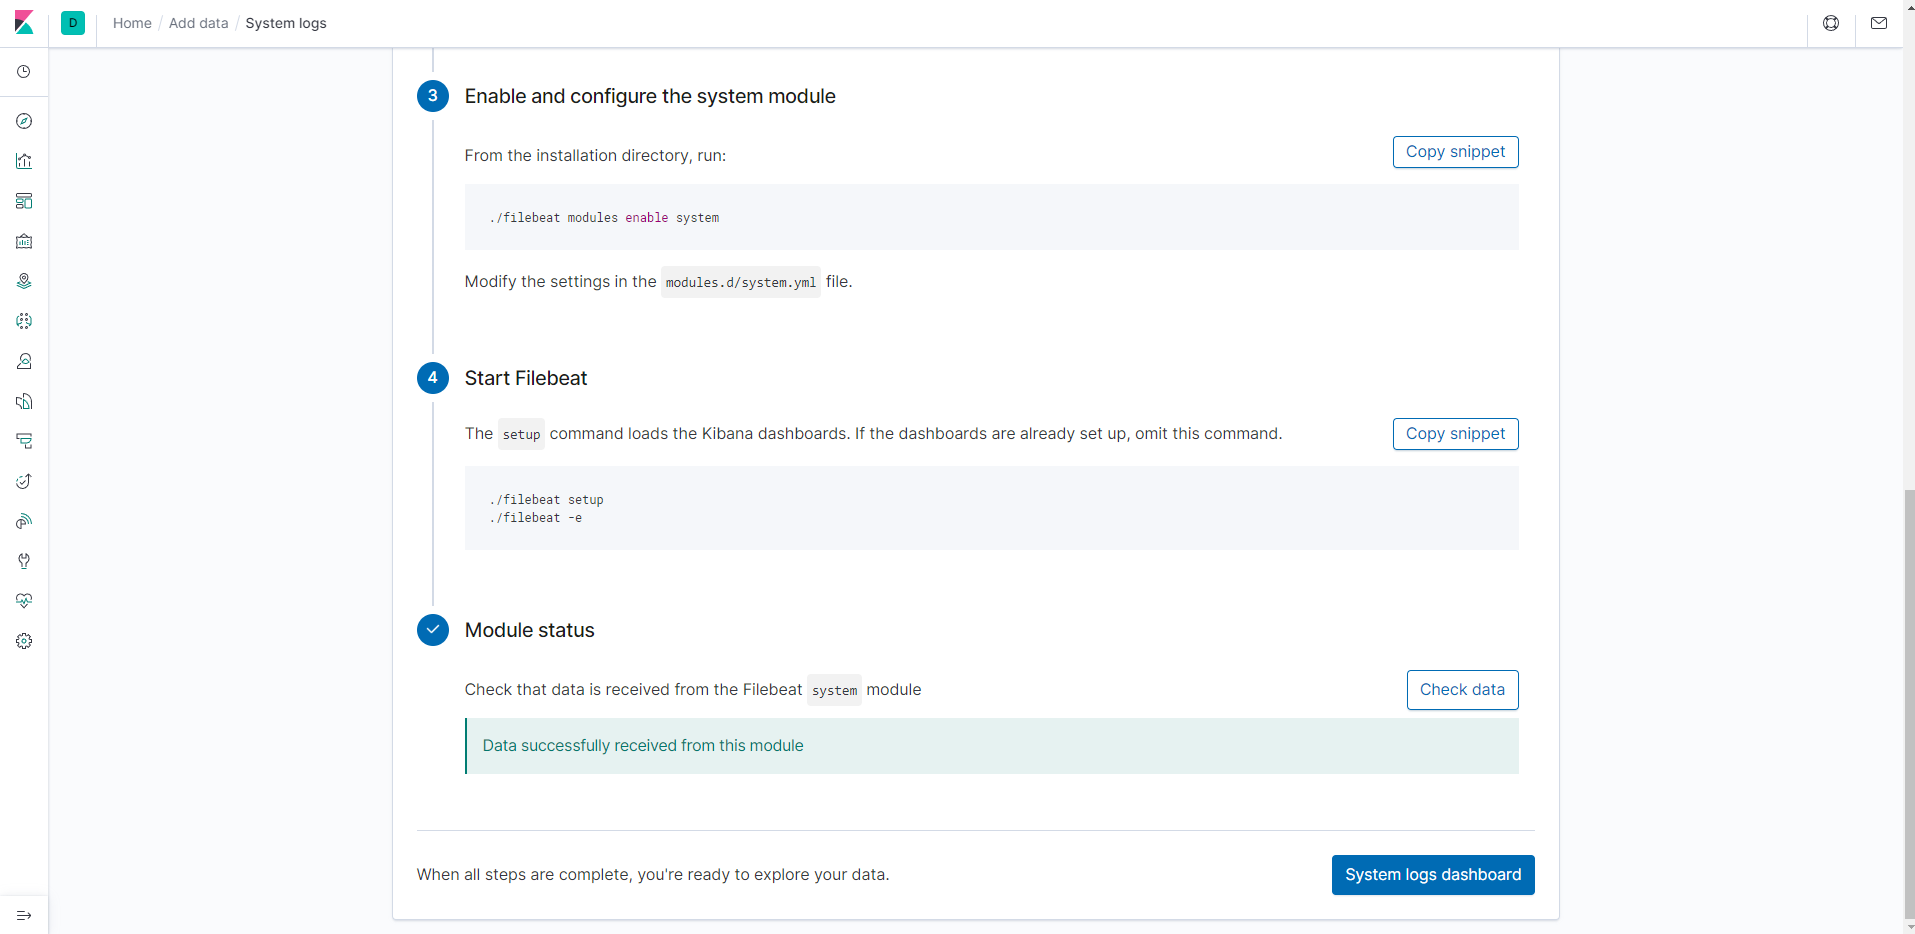 D
Home / Add data / System logs
3
Enable and configure the system module
From the installation directory, run:
Copy snippet
./filebeat modules enable system
Modify the settings in the modules.d/system.yml file.
4
Start Filebeat
The setup command loads the Kibana dashboards. If the dashboards are already set up, omit this command.
Copy snippet
./filebeat setup
./filebeat -e
Module status
Check that data is received from the Filebeat system module
Check data
Data successfully received from this module
When all steps are complete, you're ready to explore your data.
System logs dashboard